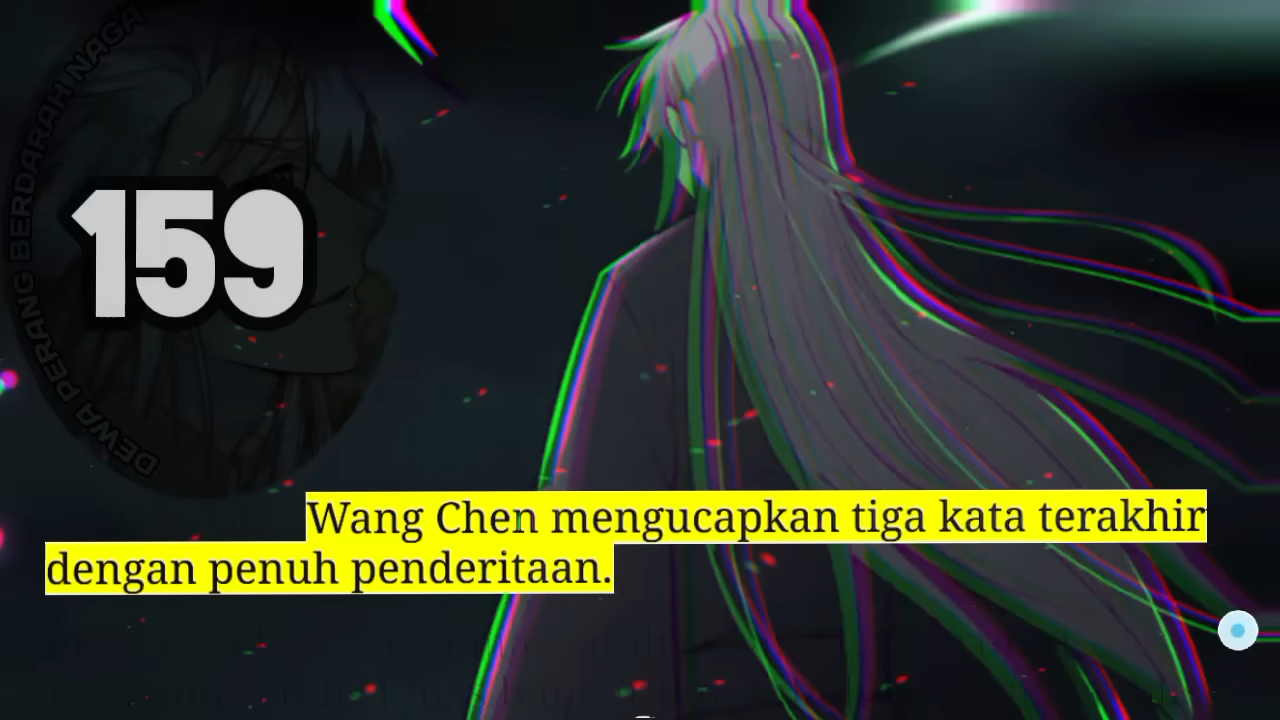 DEWA PERANG BERDARAH NAGA
159
Wang Chen mengucapkan tiga kata terakhir
dengan penuh penderitaan.